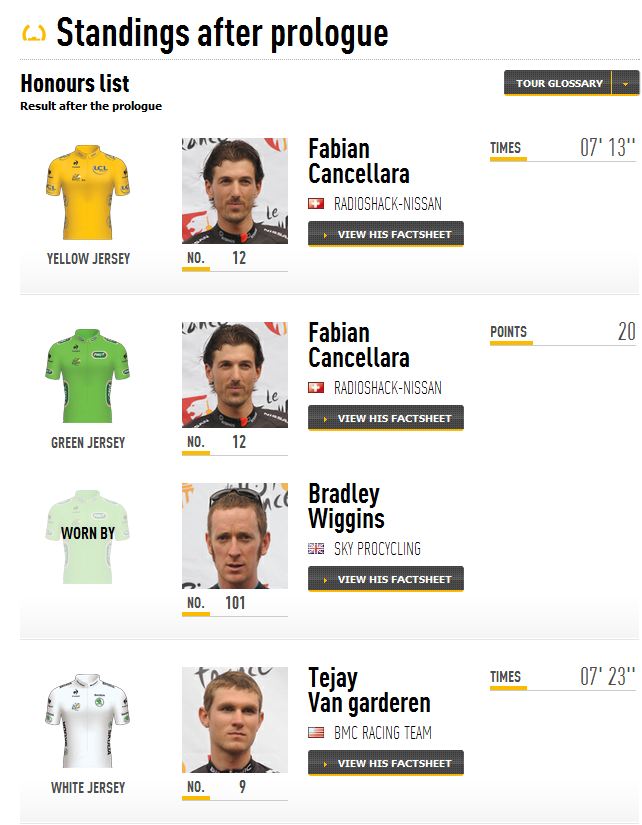 Standings after prologue
Honours list
Result after the prologue
TOUR GLOSSARY
LCL
YELLOW JERSEY
NO. 12
Fabian
Cancellara
RADIOSHACK-NISSAN
VIEW HIS FACTSHEET
TIMES 07' 13''
GREEN JERSEY
NO. 12
Fabian
Cancellara
RADIOSHACK-NISSAN
VIEW HIS FACTSHEET
POINTS 20
WORN BY
NO. 101
Bradley
Wiggins
SKY PROCYCLING
VIEW HIS FACTSHEET
WHITE JERSEY
NO. 9
Tejay
Van garderen
BMC RACING TEAM
VIEW HIS FACTSHEET
TIMES 07' 23''